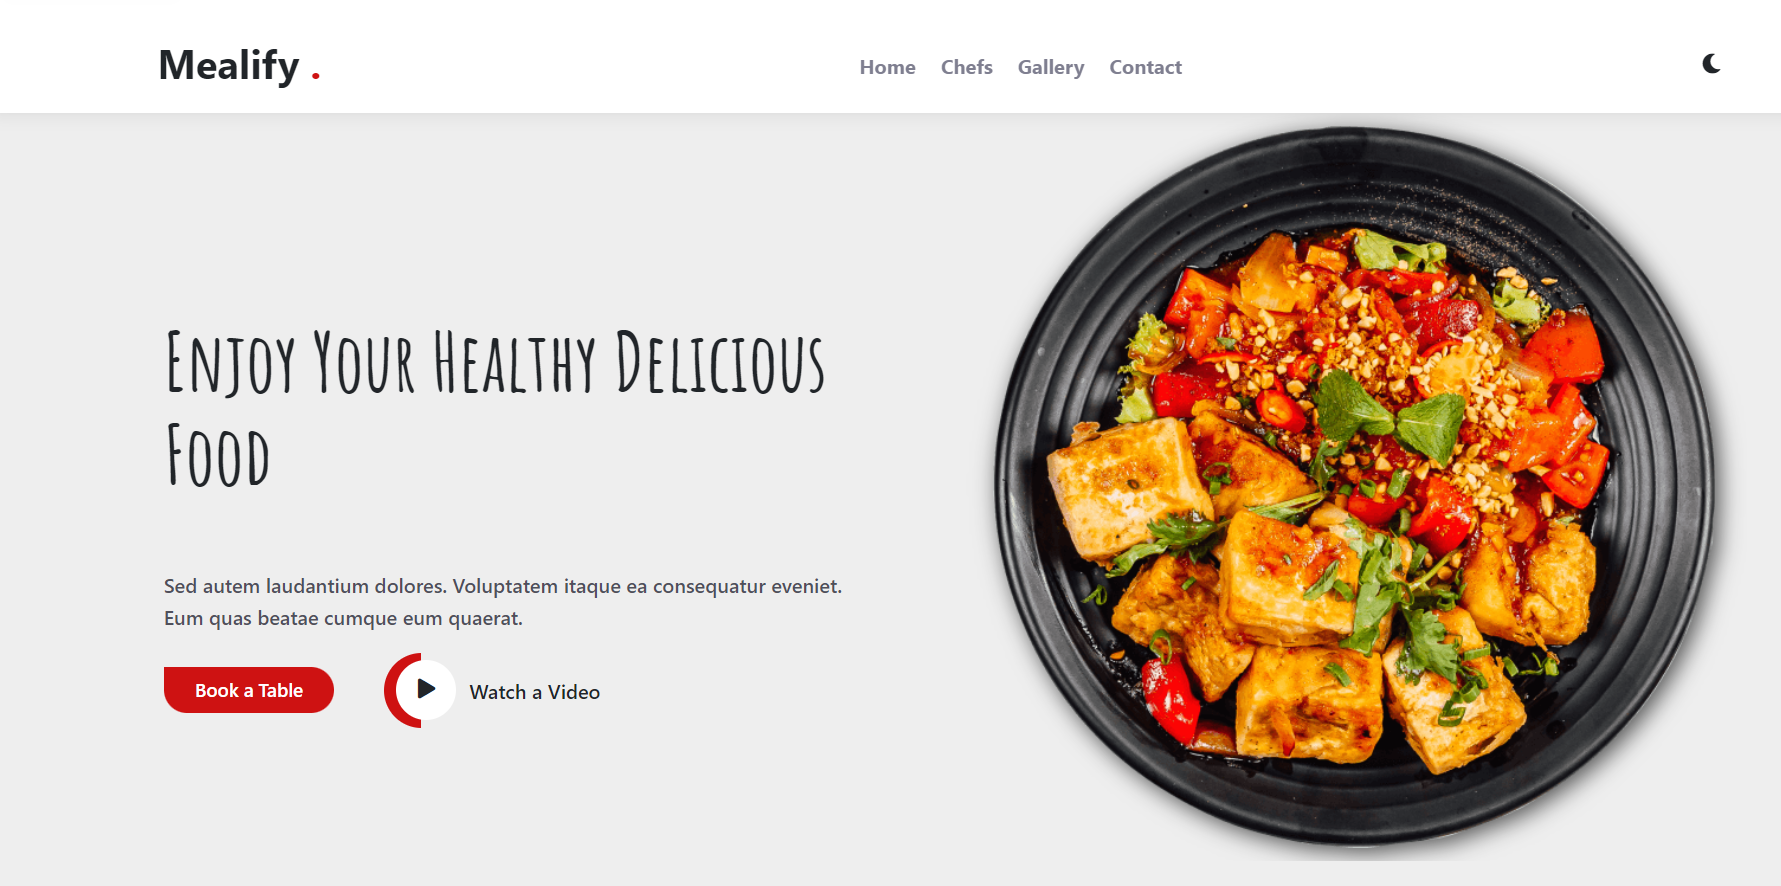 Mealify .
Home Chefs Gallery Contact
Enjoy Your Healthy Delicious
Food
Sed autem laudantium dolores. Voluptatem itaque ea consequatur eveniet.
Eum quas beatae cumque eum quaerat.
Book a Table
Watch a Video